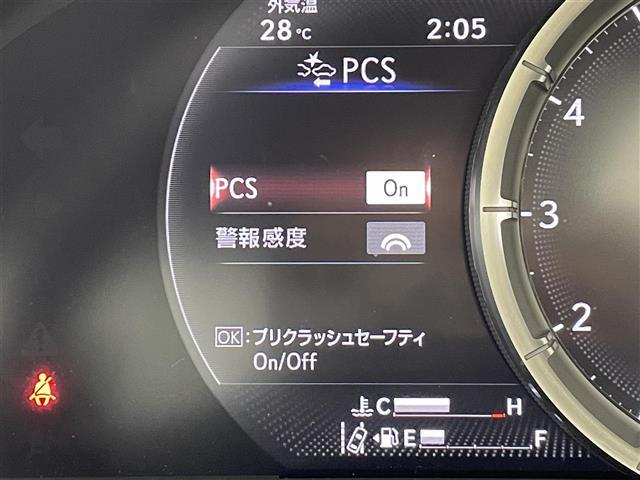 外気温
28℃
2:05
PCS
PCS On
警報感度
OK:プリクラッシュセーフティ
On/Off
C H
E F
4
3
2